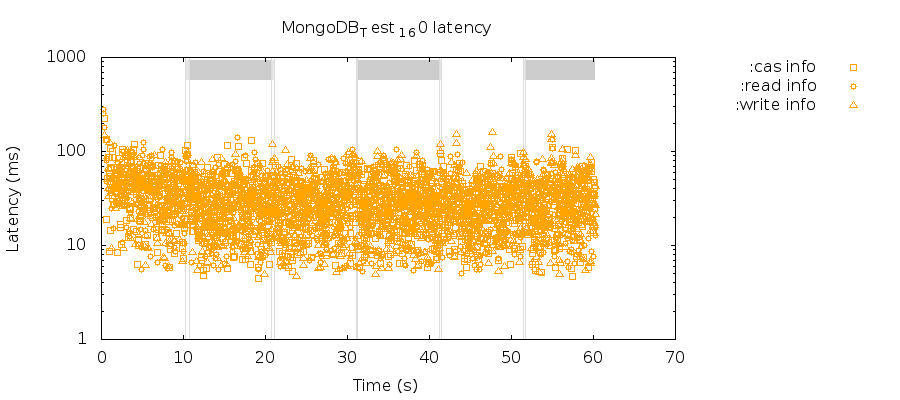 MongoDBTest160 latency
:cas info
:read info
:write info
1000
100
10
1
Latency (ms)
0 10 20 30 40 50 60 70
Time (s)